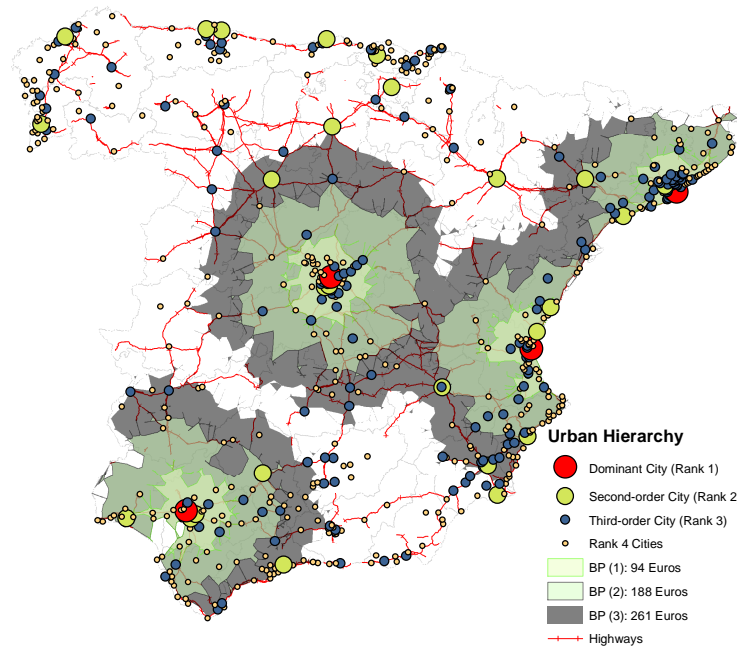 Urban Hierarchy
Dominant City (Rank 1)
Second-order City (Rank 2
Third-order City (Rank 3)
Rank 4 Cities
BP (1): 94 Euros
BP (2): 188 Euros
BP (3): 261 Euros
Highways